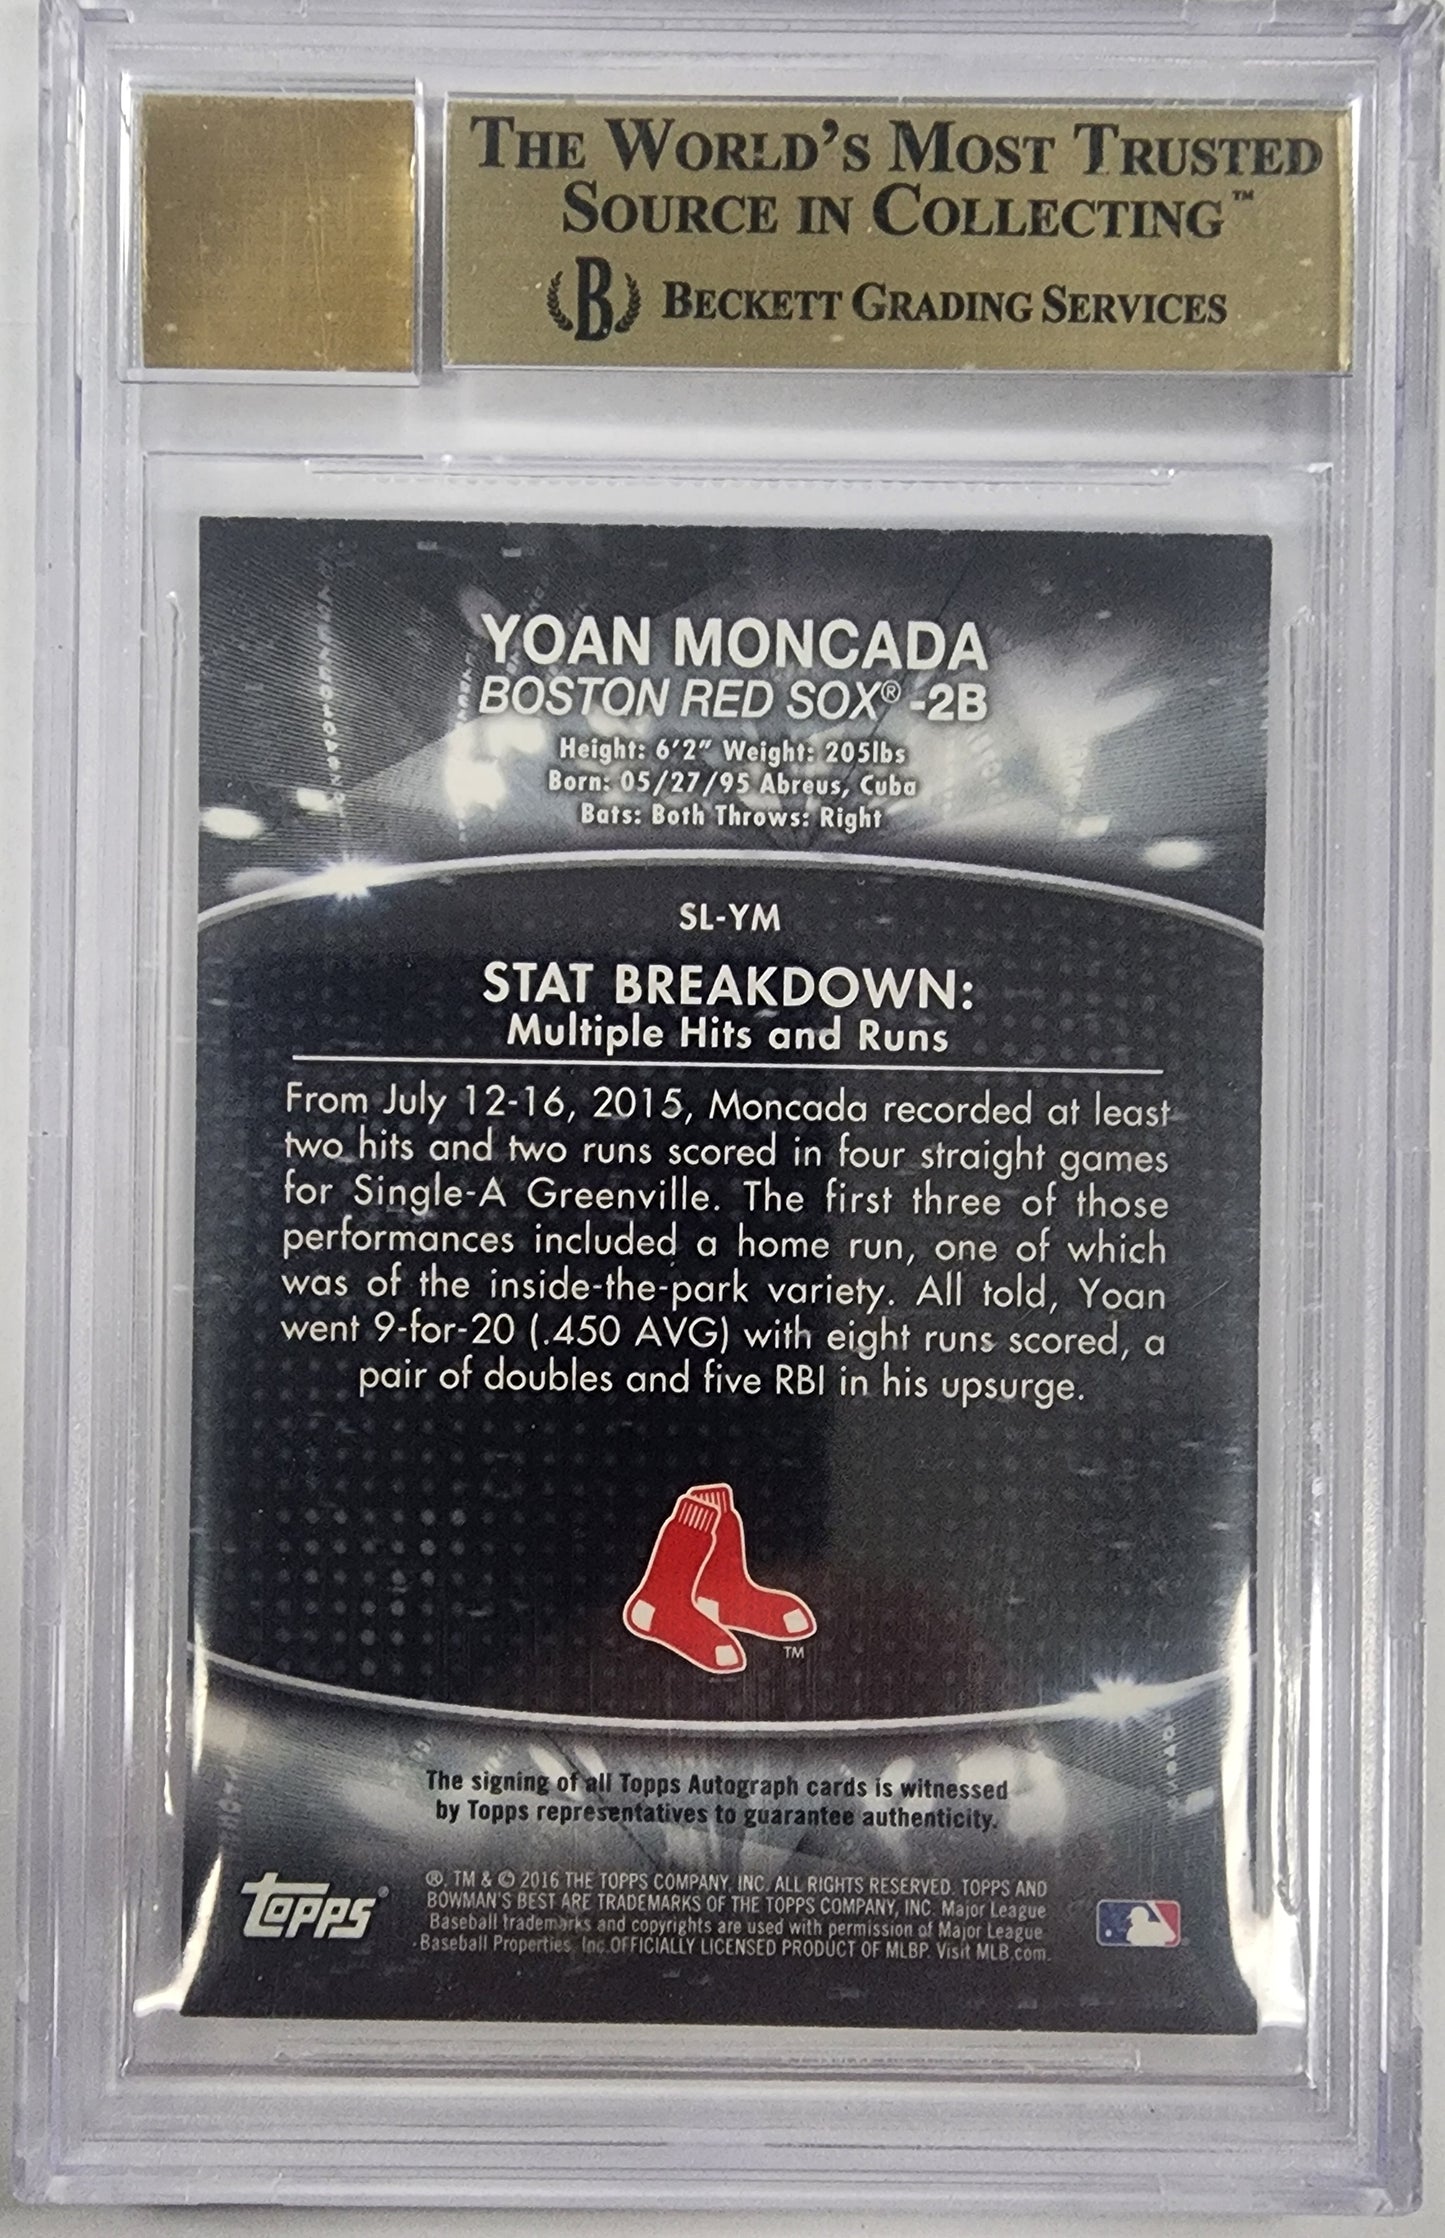 THE WORLD'S MOST TRUSTED
SOURCE IN COLLECTING™
B BECKETT GRADING SERVICES
YOAN MONCADA
BOSTON RED SOX® -2B
Height: 6'2" Weight: 205lbs
Born: 05/27/95 Abreus, Cuba
Bats: Both Throws: Right
SL-YM
STAT BREAKDOWN:
Multiple Hits and Runs
From July 12-16, 2015, Moncada recorded at least
two hits and two runs scored in four straight games
for Single-A Greenville. The first three of those
performances included a home run, one of which
was of the inside-the-park variety. All told, Yoan
went 9-for-20 (.450 AVG) with eight runs scored, a
pair of doubles and five RBI in his upsurge.
TM
The signing of all Topps Autograph cards is witnessed
by Topps representatives to guarantee authenticity.
topps®
®, TM & © 2016 THE TOPPS COMPANY, INC. ALL RIGHTS RESERVED. TOPPS AND
BOWMAN'S BEST ARE TRADEMARKS OF THE TOPPS COMPANY, INC. Major League
Baseball trademarks and copyrights are used with permission of Major League
Baseball Properties, Inc. OFFICIALLY LICENSED PRODUCT OF MLBP. Visit MLB.com.